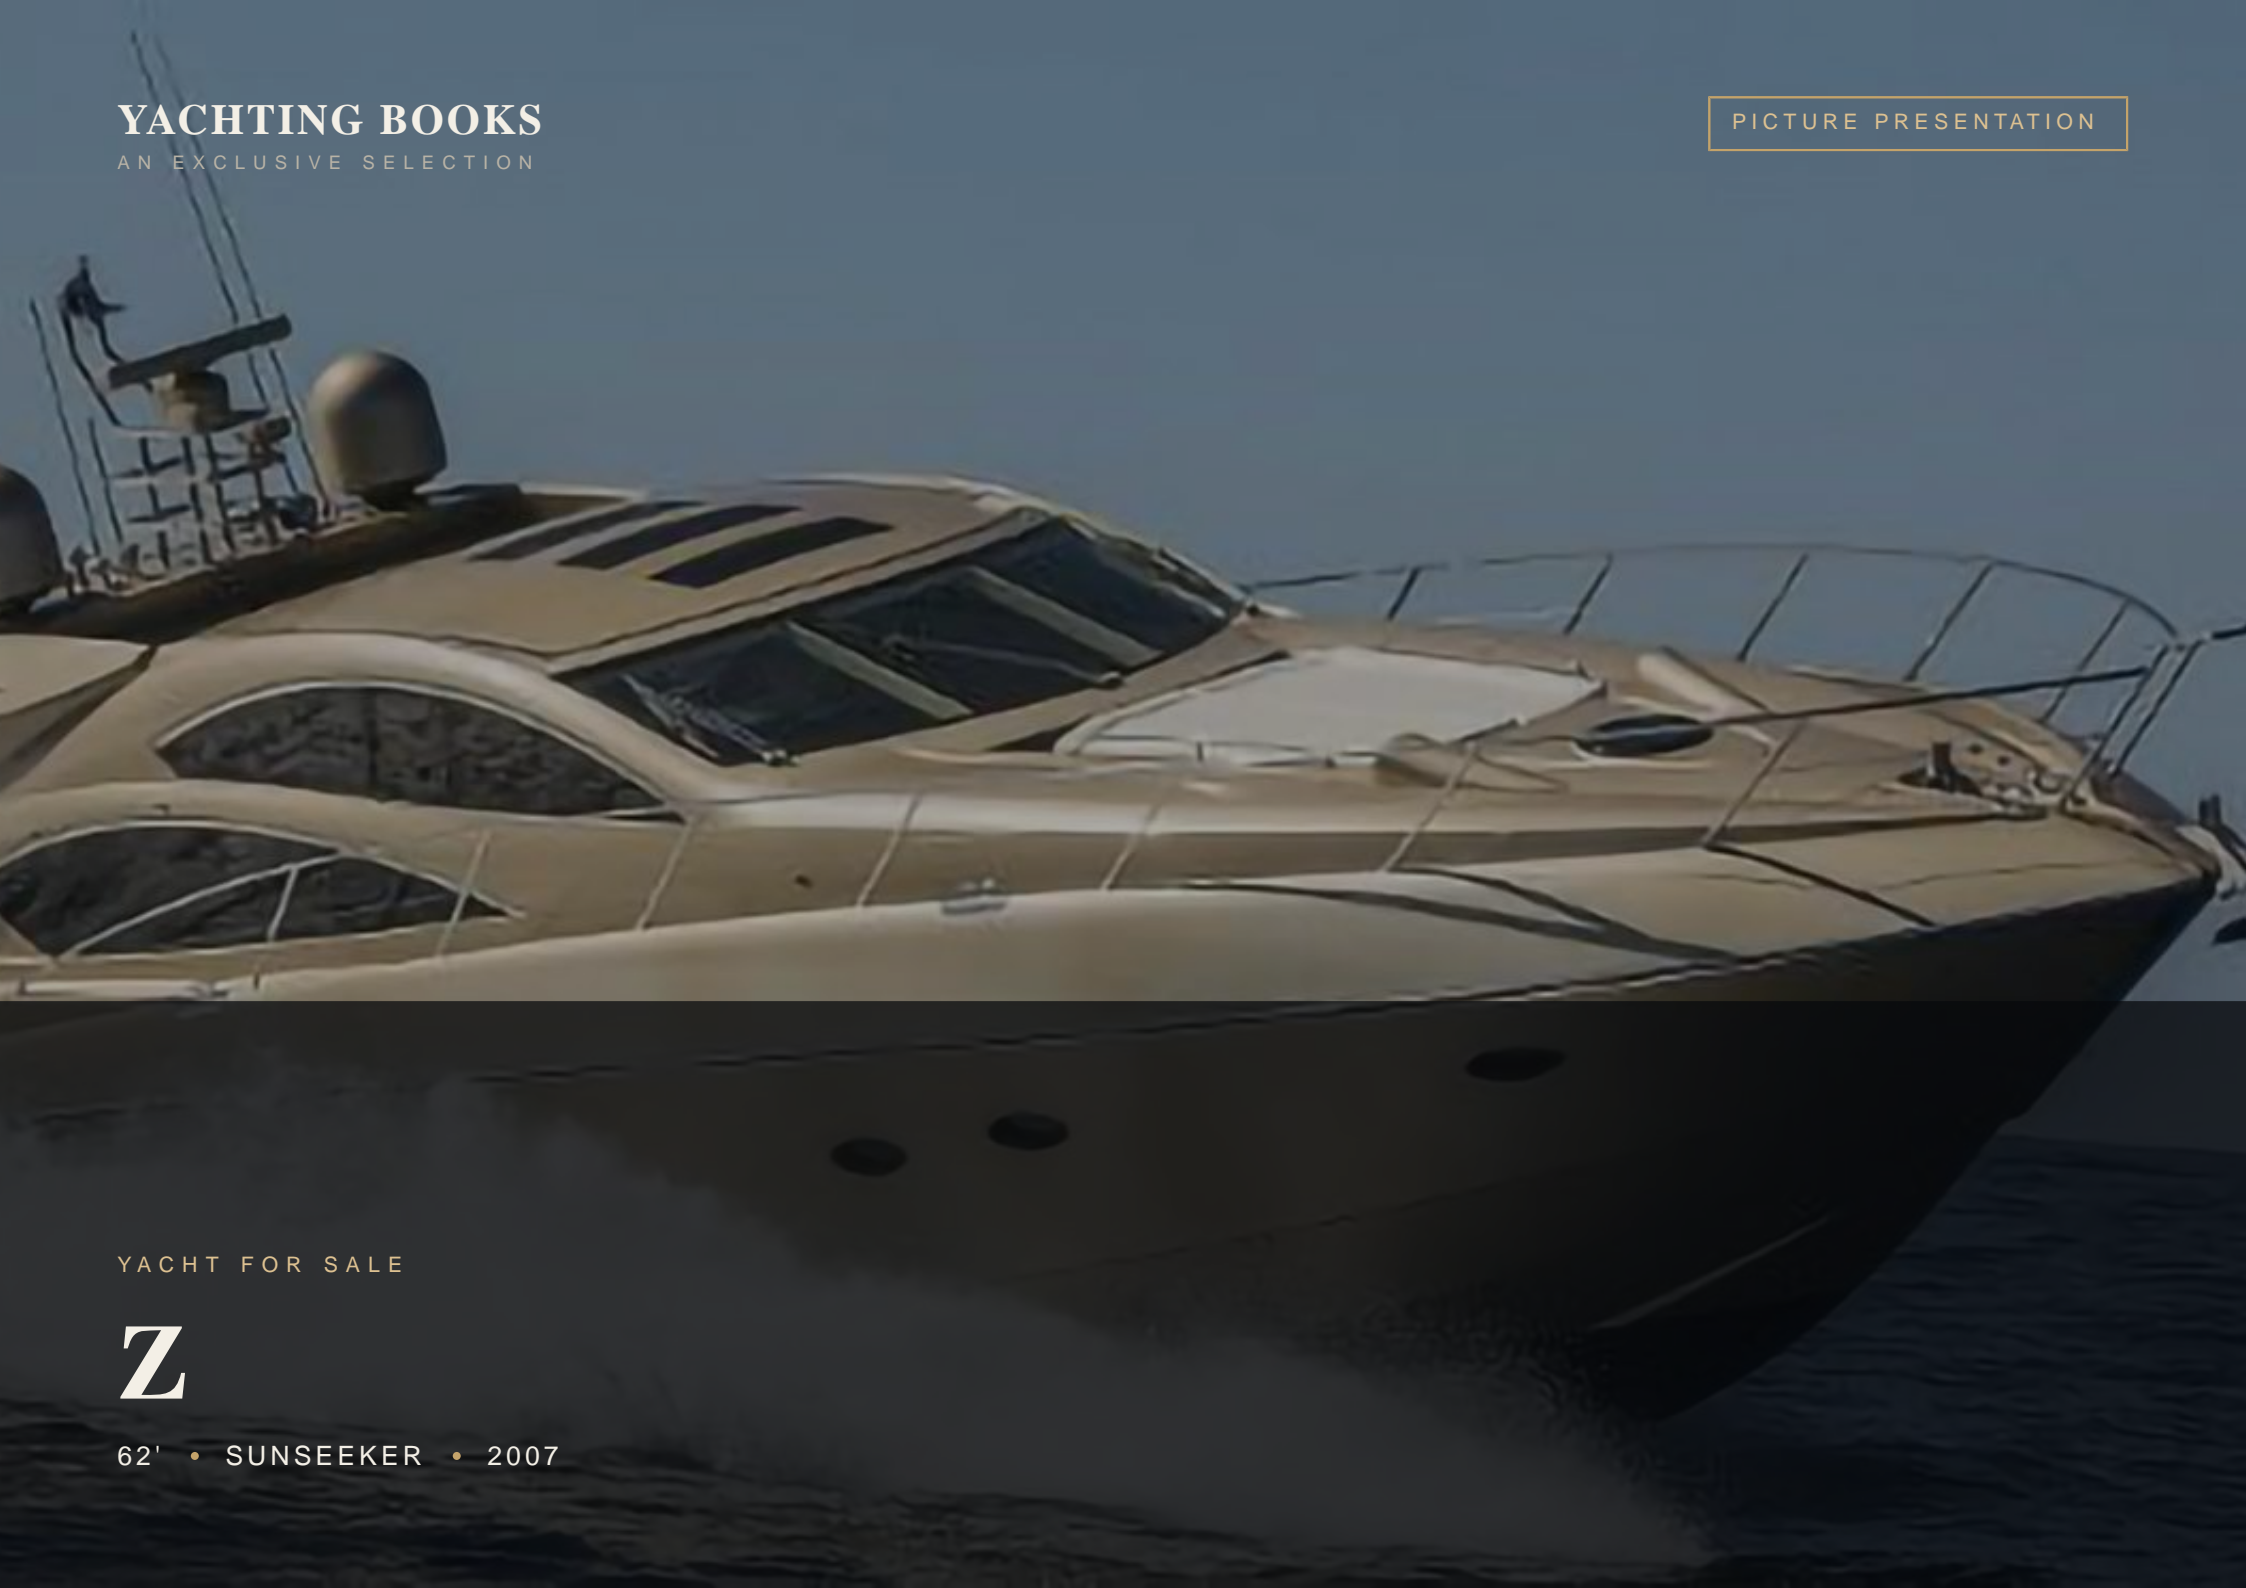 YACHTING BOOKS
AN EXCLUSIVE SELECTION
PICTURE PRESENTATION
YACHT FOR SALE
Z
62' • SUNSEEKER • 2007